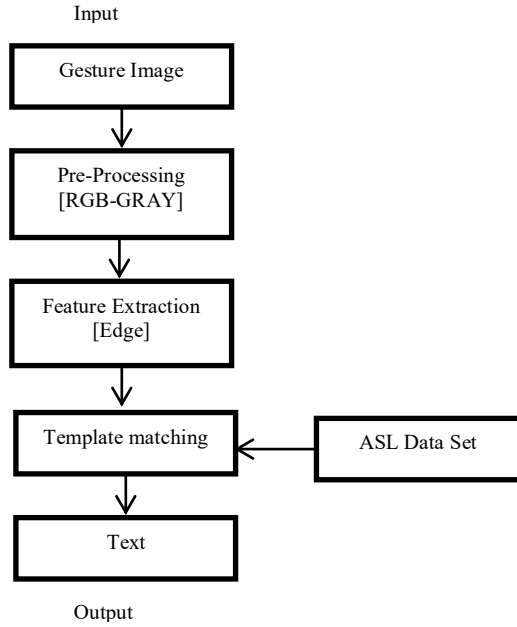 Input
Gesture Image
Pre-Processing
[RGB-GRAY]
Feature Extraction
[Edge]
Template matching
ASL Data Set
Text
Output